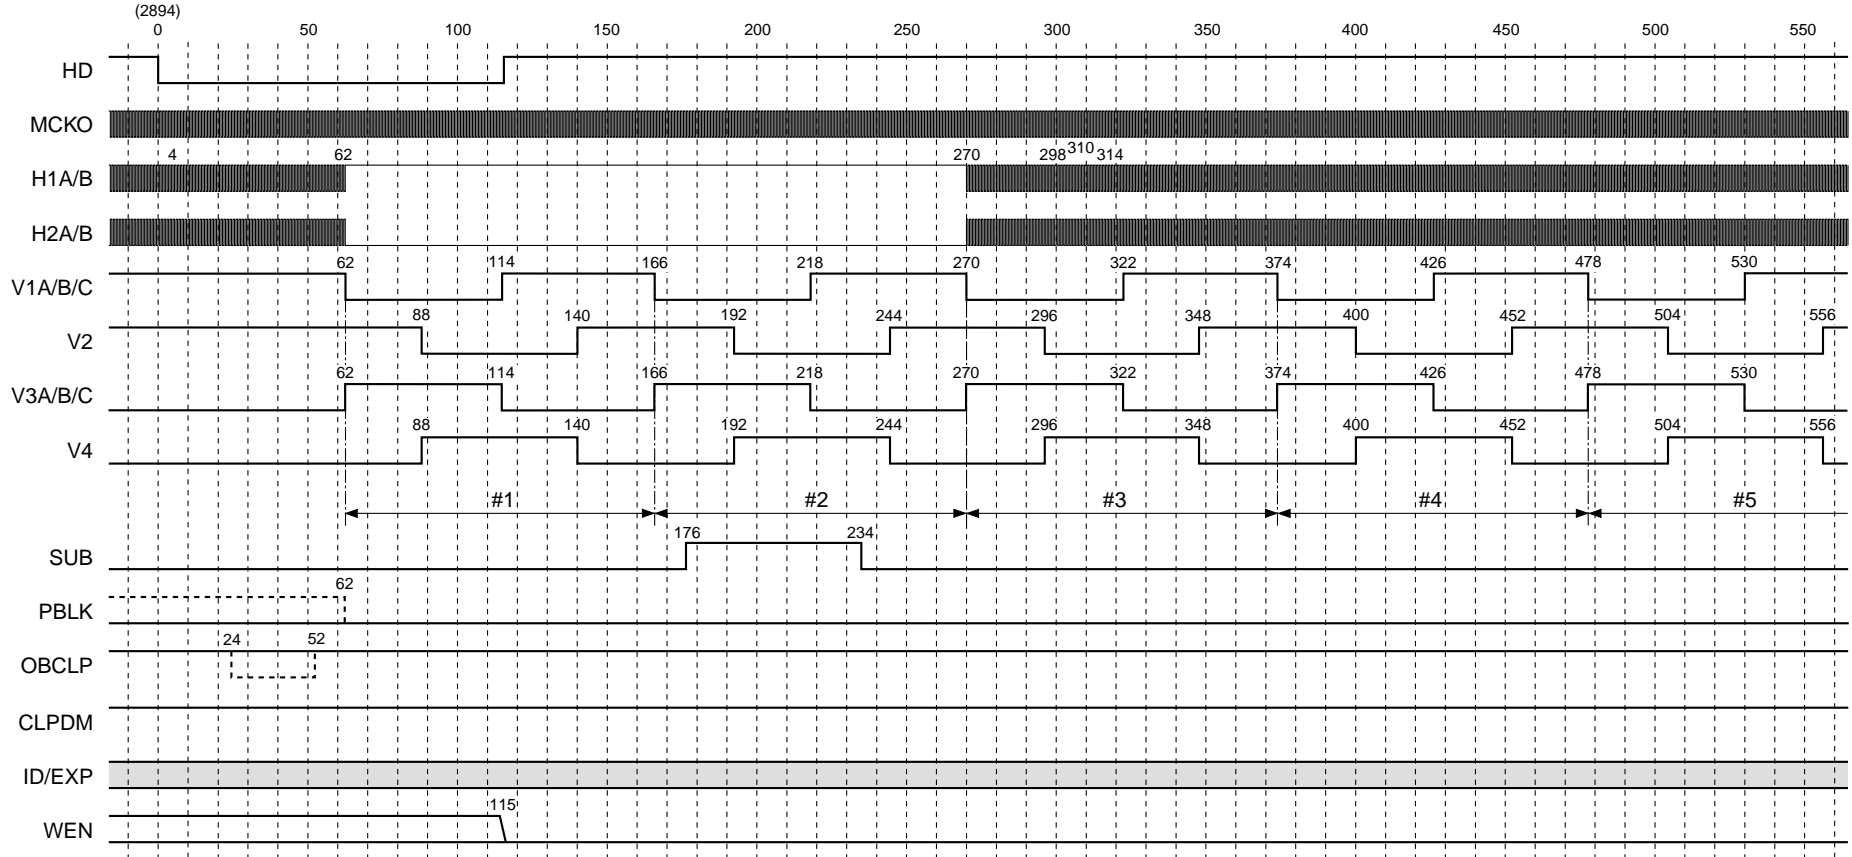 (2894)
0 50 100 150 200 250 300 350 400 450 500 550
HD
MCKO
4 62 270 298 310 314
H1A/B
H2A/B
62 114 166 218 270 322 374 426 478 530
V1A/B/C
88 140 192 244 296 348 400 452 504 556
V2
62 114 166 218 270 322 374 426 478 530
V3A/B/C
88 140 192 244 296 348 400 452 504 556
V4
#1 #2 #3 #4 #5
176 234
SUB
62
PBLK
24 52
OBCLP
CLPDM
ID/EXP
115
WEN